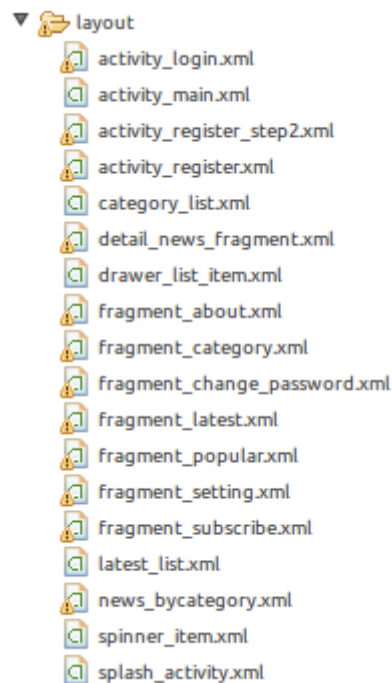 layout
activity_login.xml
activity_main.xml
activity_register_step2.xml
activity_register.xml
category_list.xml
detail_news_fragment.xml
drawer_list_item.xml
fragment_about.xml
fragment_category.xml
fragment_change_password.xml
fragment_latest.xml
fragment_popular.xml
fragment_setting.xml
fragment_subscribe.xml
latest_list.xml
news_bycategory.xml
spinner_item.xml
splash_activity.xml